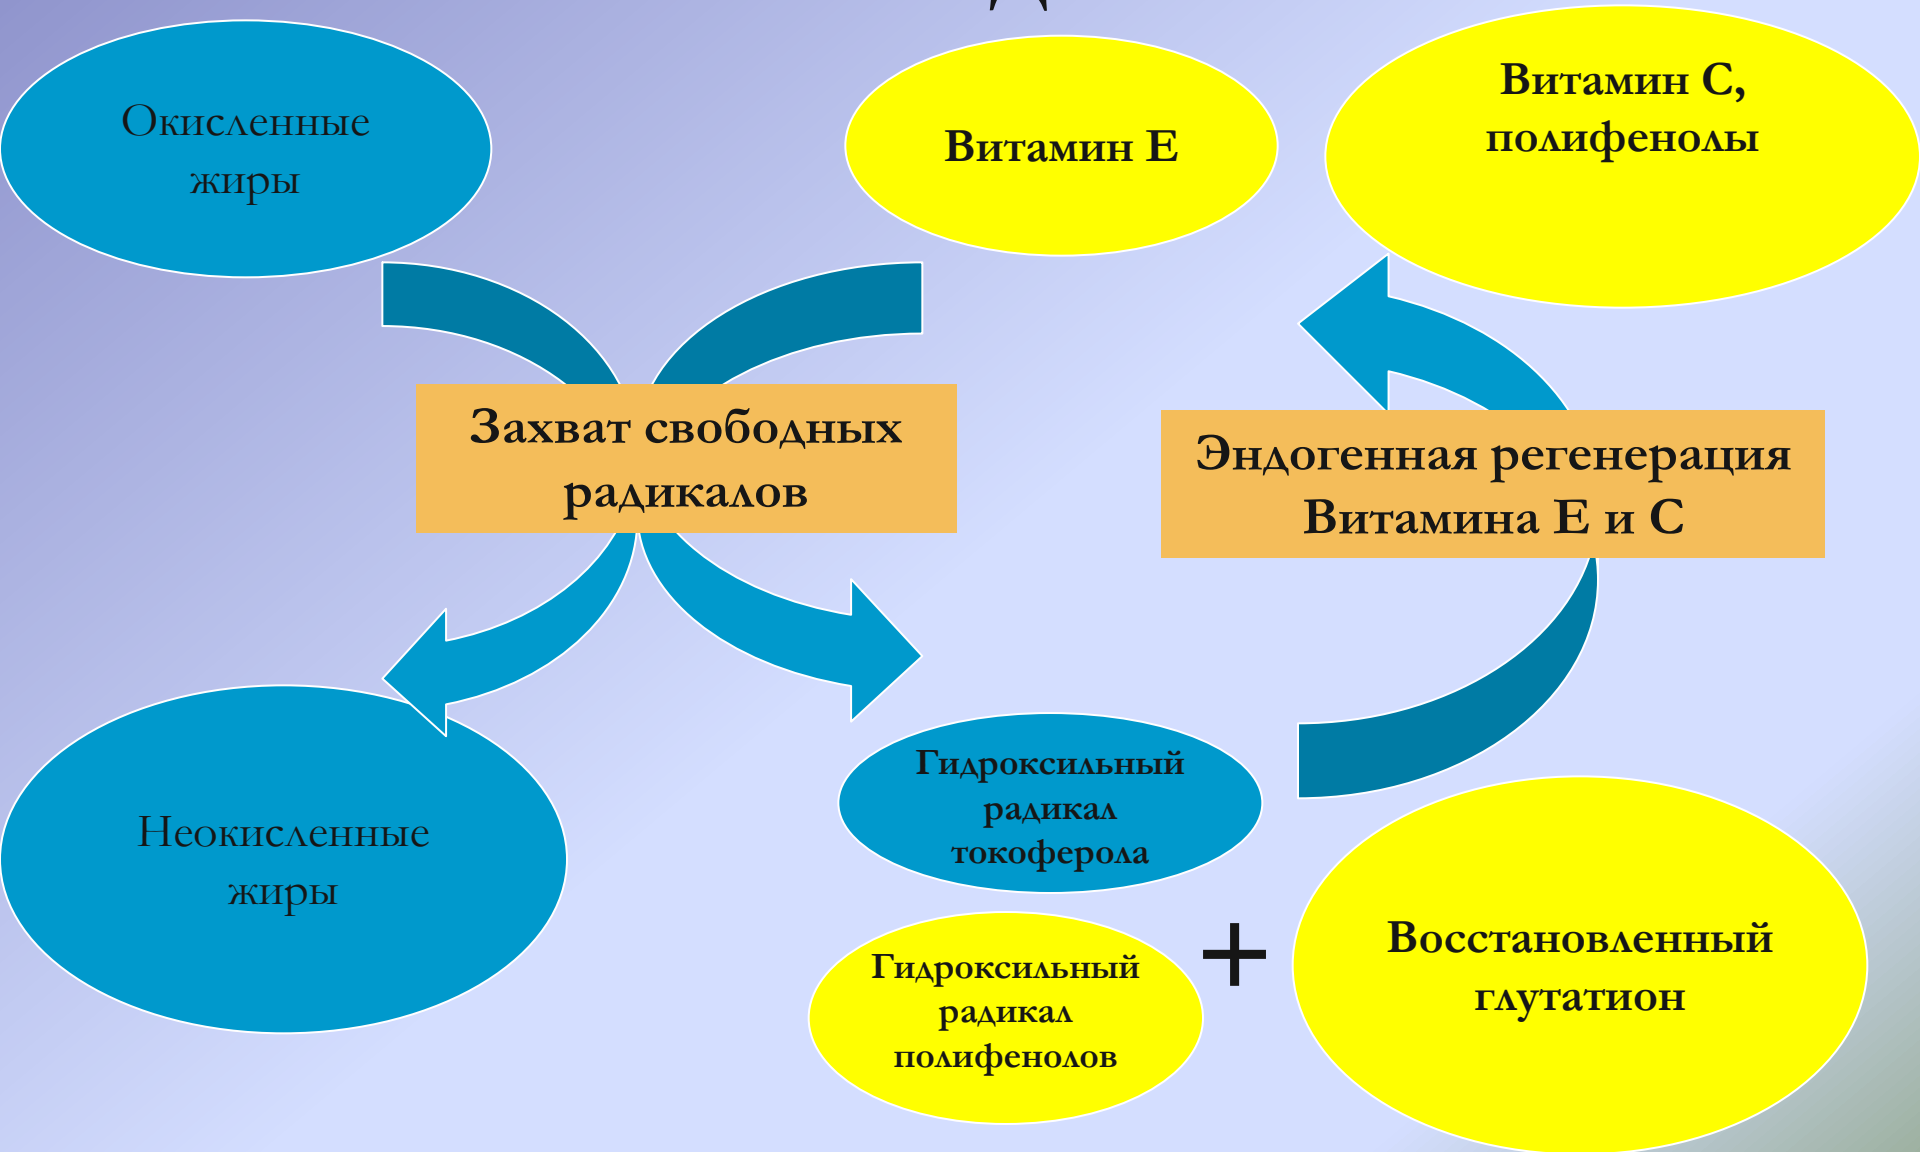 Окисленные
жиры
Витамин Е
Витамин С,
полифенолы
Захват свободных
радикалов
Эндогенная регенерация
Витамина Е и С
Неокисленные
жиры
Гидроксильный
радикал
токоферола
Гидроксильный
радикал
полифенолов
+
Восстановленный
глутатион